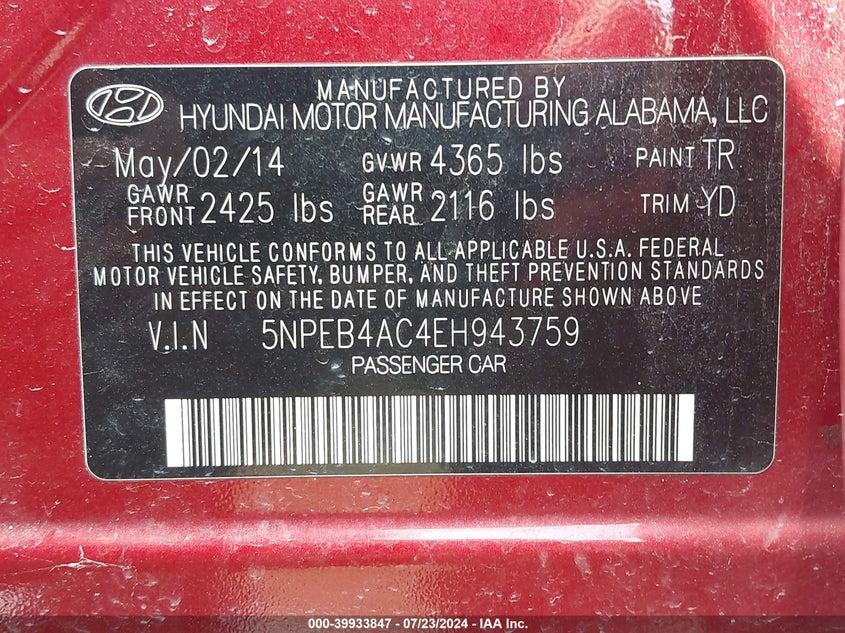 MANUFACTURED BY
HYUNDAI MOTOR MANUFACTURING ALABAMA, LLC
May/02/14 GVWR 4365 lbs PAINT TR
GAWR FRONT 2425 lbs GAWR REAR 2116 lbs TRIM YD
THIS VEHICLE CONFORMS TO ALL APPLICABLE U.S.A. FEDERAL
MOTOR VEHICLE SAFETY, BUMPER, AND THEFT PREVENTION STANDARDS
IN EFFECT ON THE DATE OF MANUFACTURE SHOWN ABOVE
V.I.N 5NPEB4AC4EH943759
PASSENGER CAR
000-39933847 - 07/23/2024 - IAA Inc.